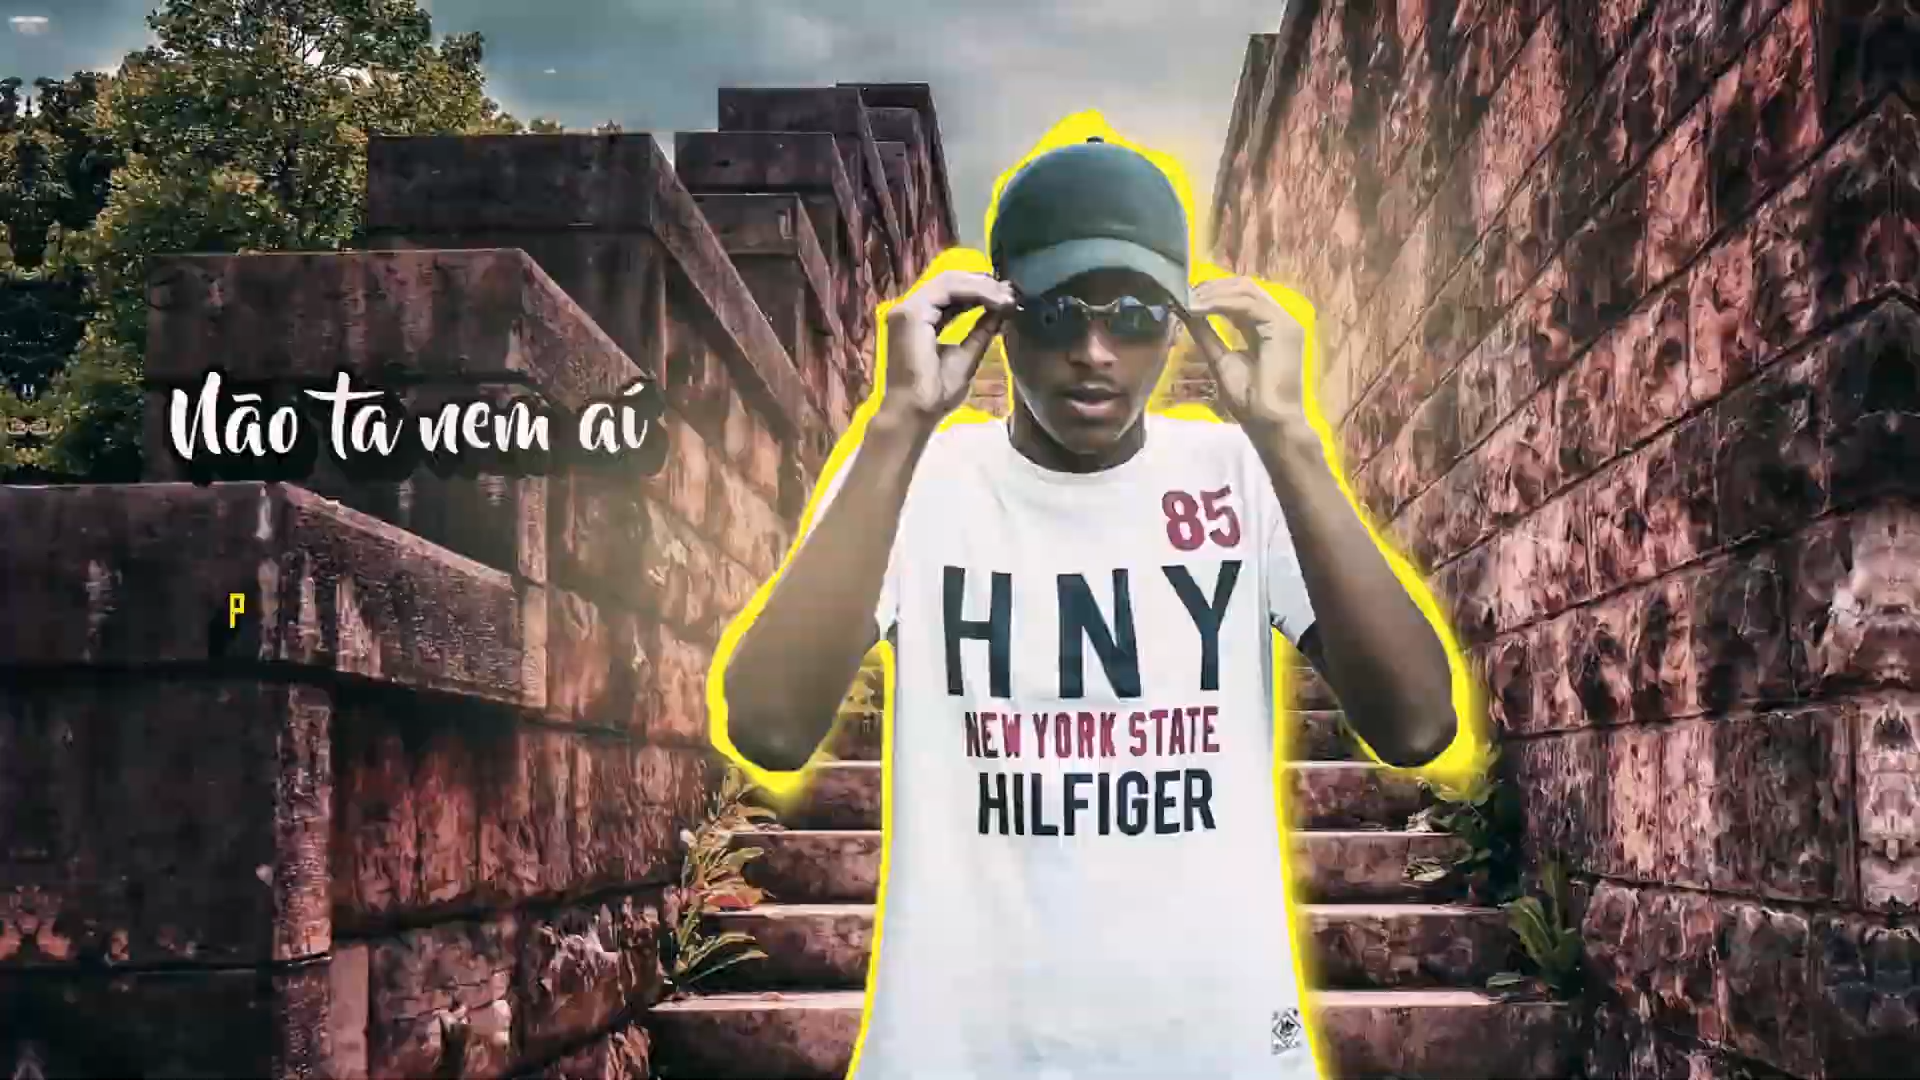 Não ta nem aí
P
85
HNY
NEW YORK STATE
HILFIGER